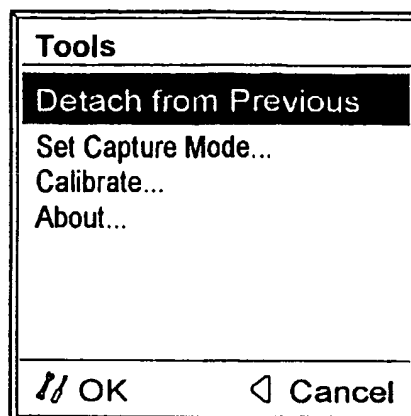 Tools
Detach from Previous
Set Capture Mode...
Calibrate...
About...
OK Cancel